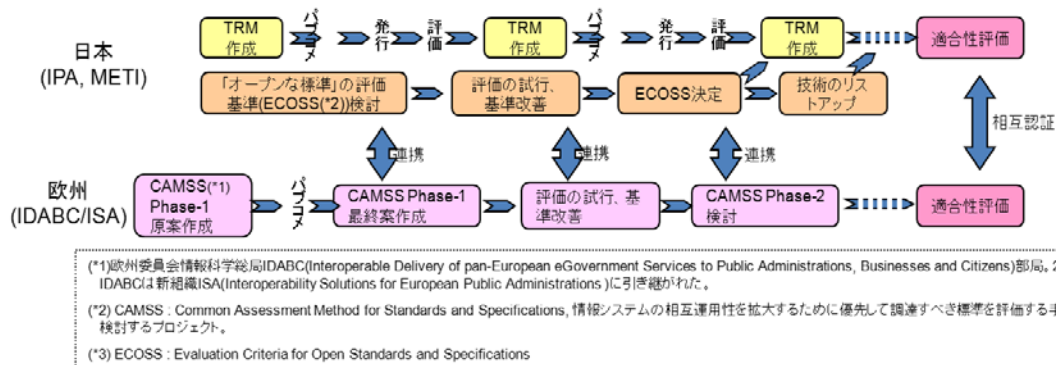 TRM
作成
パブコメ
発行
評価
TRM
作成
パブコメ
発行
評価
TRM
作成
適合性評価
日本
(IPA, METI)
「オープンな標準」の評価
基準(ECOSS(*2))検討
評価の試行、
基準改善
ECOSS決定
技術のリス
トアップ
連携
連携
連携
相互認証
欧州
(IDABC/ISA)
CAMSS(*1)
Phase-1
原案作成
パブコメ
CAMSS Phase-1
最終案作成
評価の試行、基
準改善
CAMSS Phase-2
検討
適合性評価
(*1)欧州委員会情報科学総局IDABC(Interoperable Delivery of pan-European eGovernment Services to Public Administrations, Businesses and Citizens)部局。2
IDABCは新組織ISA(Interoperability Solutions for European Public Administrations )に引き継がれた。
(*2) CAMSS : Common Assessment Method for Standards and Specifications, 情報システムの相互運用性を拡大するために優先して調達すべき標準を評価する手
検討するプロジェクト。
(*3) ECOSS : Evaluation Criteria for Open Standards and Specifications